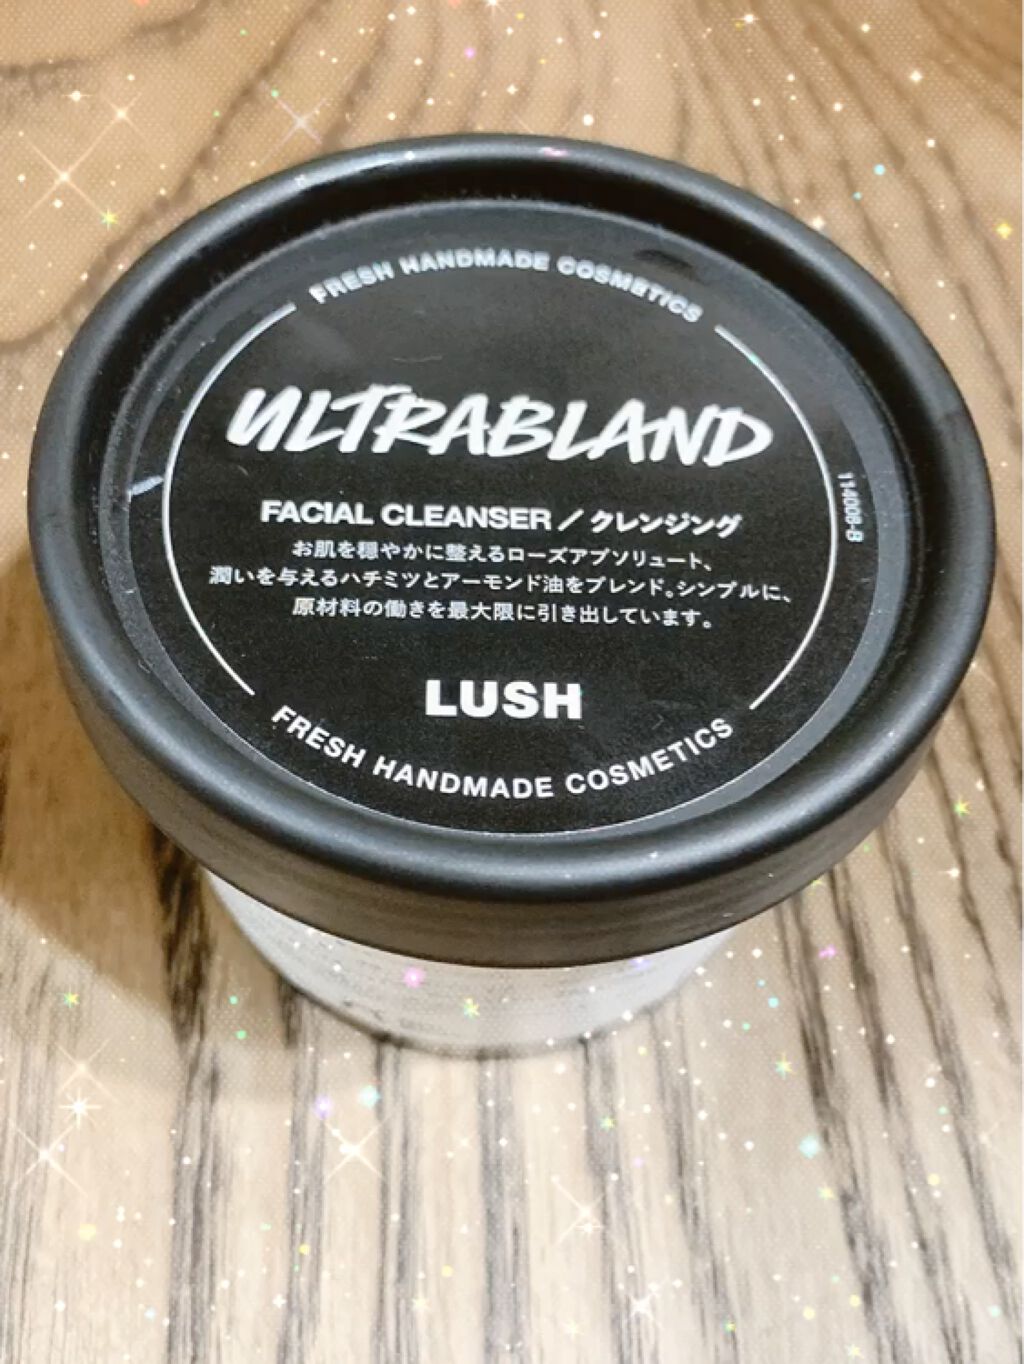 FRESH HANDMADE COSMETICS
ULTRABLAND
FACIAL CLEANSER / クレンジング
お肌を穏やかに整えるローズアブソリュート、
潤いを与えるハチミツとアーモンド油をブレンド。シンプルに、
原材料の働きを最大限に引き出しています。
LUSH
FRESH HANDMADE COSMETICS
114006-B